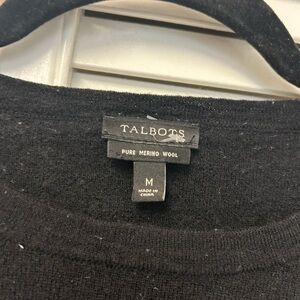 TALBOTS
PURE MERINO WOOL
M
MADE IN
CHINA